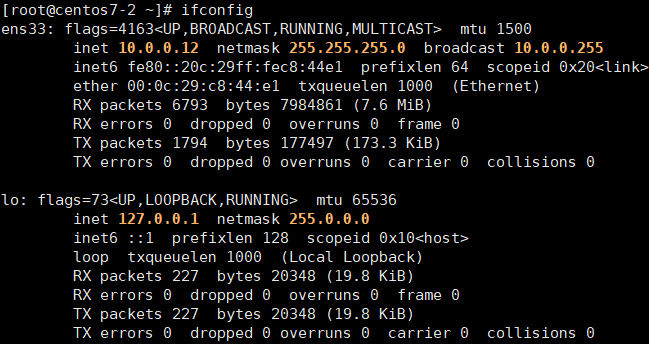 [root@centos7-2 ~]# ifconfig
ens33: flags=4163<UP,BROADCAST,RUNNING,MULTICAST>  mtu 1500
        inet 10.0.0.12  netmask 255.255.255.0  broadcast 10.0.0.255
        inet6 fe80::20c:29ff:fec8:44e1  prefixlen 64  scopeid 0x20<link>
        ether 00:0c:29:c8:44:e1  txqueuelen 1000  (Ethernet)
        RX packets 6793  bytes 7984861 (7.6 MiB)
        RX errors 0  dropped 0  overruns 0  frame 0
        TX packets 1794  bytes 177497 (173.3 KiB)
        TX errors 0  dropped 0 overruns 0  carrier 0  collisions 0

lo: flags=73<UP,LOOPBACK,RUNNING>  mtu 65536
        inet 127.0.0.1  netmask 255.0.0.0
        inet6 ::1  prefixlen 128  scopeid 0x10<host>
        loop  txqueuelen 1000  (Local Loopback)
        RX packets 227  bytes 20348 (19.8 KiB)
        RX errors 0  dropped 0  overruns 0  frame 0
        TX packets 227  bytes 20348 (19.8 KiB)
        TX errors 0  dropped 0 overruns 0  carrier 0  collisions 0